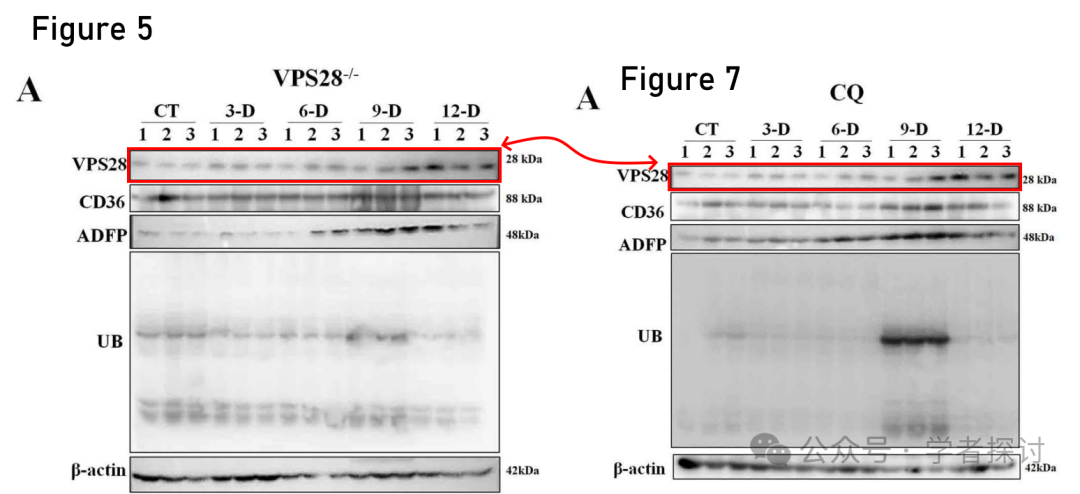 Figure 5
A
VPS28-/-
CT 3-D 6-D 9-D 12-D
1 2 3 1 2 3 1 2 3 1 2 3 1 2 3
VPS28
28 kDa
CD36
88 kDa
ADFP
48kDa
UB
β-actin
42kDa
Figure 7
A
CQ
CT 3-D 6-D 9-D 12-D
1 2 3 1 2 3 1 2 3 1 2 3 1 2 3
VPS28
28 kDa
CD36
88 kDa
ADFP
48kDa
UB
β-actin
42kDa
公众号 · 学者探讨